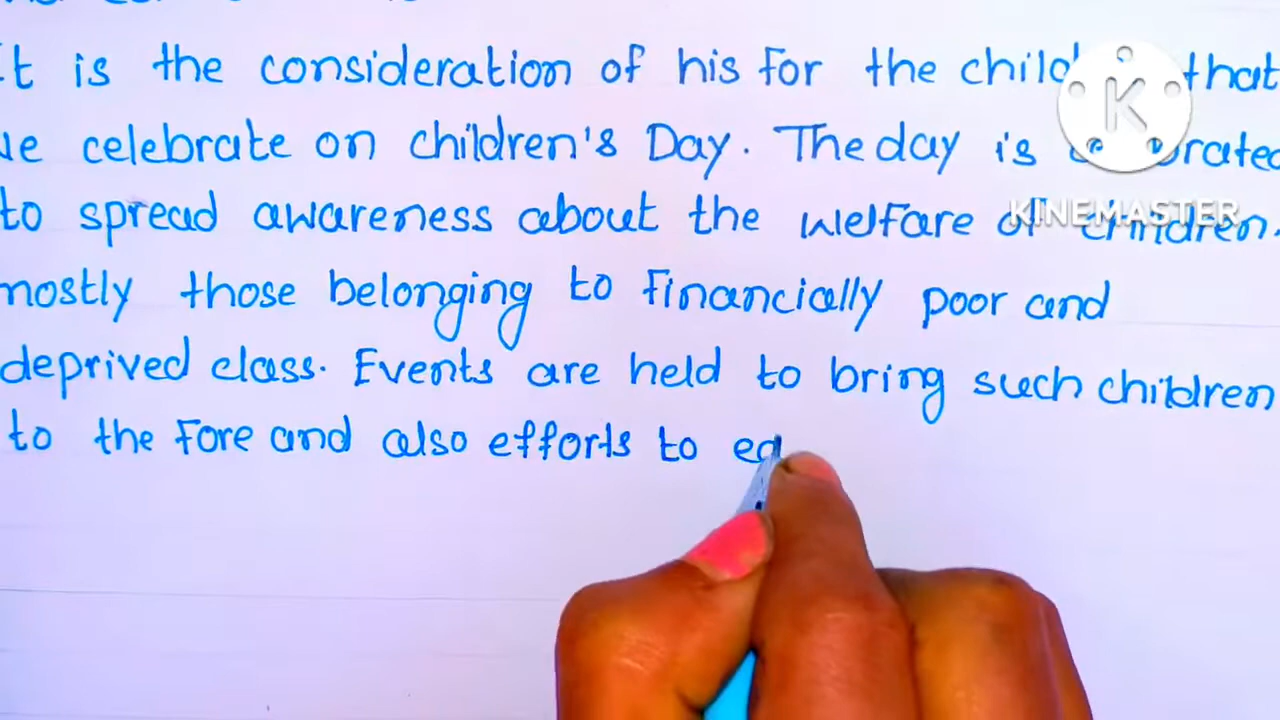 It is the consideration of his for the that
celebrate on children's Day. The day is
to spread awareness about the welfare of children.
mostly those belonging to financially poor and
deprived class. Events are held to bring such children
to the fore and also efforts to
KINEMASTER